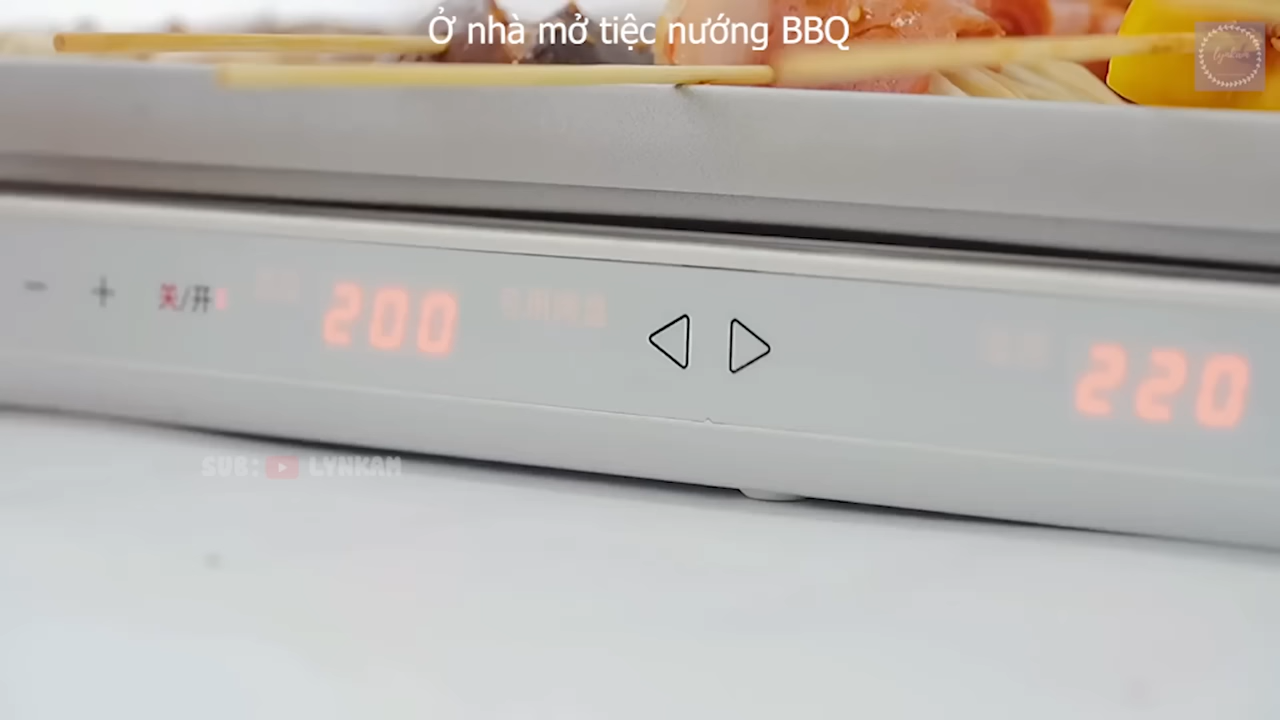 Ở nhà mở tiệc nướng BBQ
− + 关/开 200 220
SUB: LYNKAM